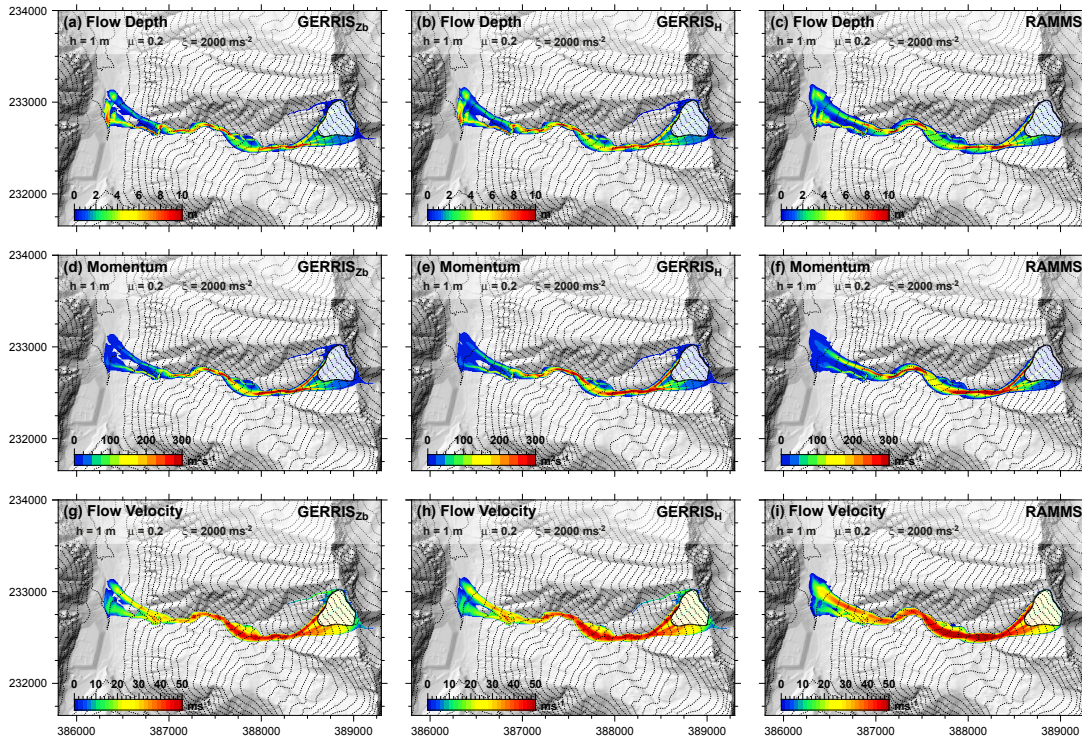 234000
233000
232000
(a) Flow Depth GERRIS_Zb
h = 1 m μ = 0.2 ξ = 2000 ms⁻²
0 2 4 6 8 10
m
(b) Flow Depth GERRIS_H
h = 1 m μ = 0.2 ξ = 2000 ms⁻²
0 2 4 6 8 10
m
(c) Flow Depth RAMMS
h = 1 m μ = 0.2 ξ = 2000 ms⁻²
0 2 4 6 8 10
m
234000
233000
232000
(d) Momentum GERRIS_Zb
h = 1 m μ = 0.2 ξ = 2000 ms⁻²
0 100 200 300
m²s⁻¹
(e) Momentum GERRIS_H
h = 1 m μ = 0.2 ξ = 2000 ms⁻²
0 100 200 300
m²s⁻¹
(f) Momentum RAMMS
h = 1 m μ = 0.2 ξ = 2000 ms⁻²
0 100 200 300
m²s⁻¹
234000
233000
232000
(g) Flow Velocity GERRIS_Zb
h = 1 m μ = 0.2 ξ = 2000 ms⁻²
0 10 20 30 40 50
ms⁻¹
(h) Flow Velocity GERRIS_H
h = 1 m μ = 0.2 ξ = 2000 ms⁻²
0 10 20 30 40 50
ms⁻¹
(i) Flow Velocity RAMMS
h = 1 m μ = 0.2 ξ = 2000 ms⁻²
0 10 20 30 40 50
ms⁻¹
386000 387000 388000 389000
386000 387000 388000 389000
386000 387000 388000 389000